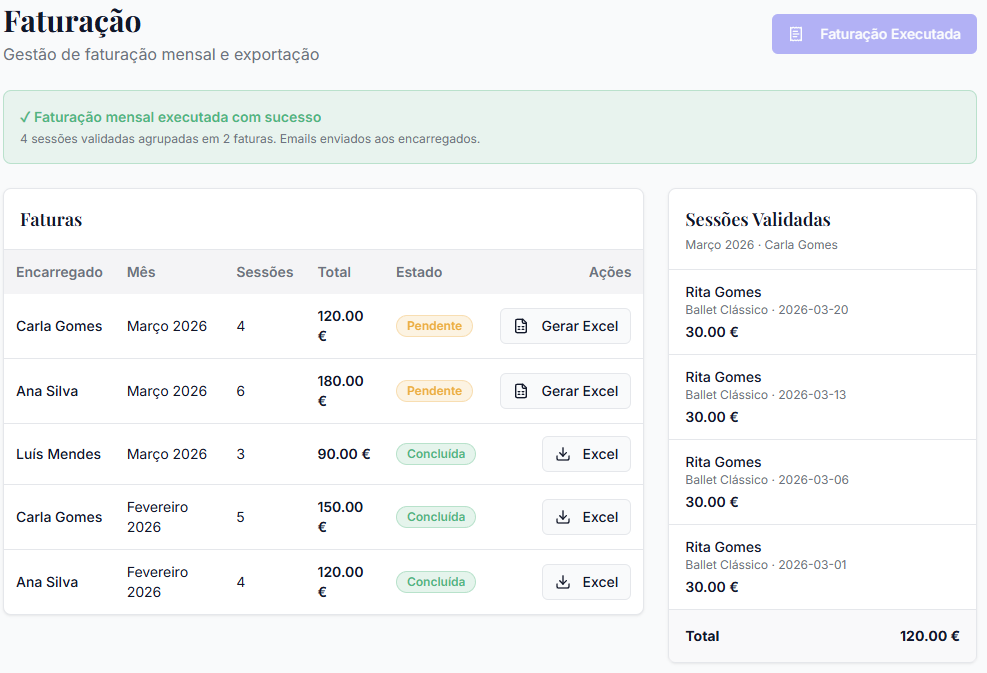 Faturação
Gestão de faturação mensal e exportação
Faturação Executada
✓ Faturação mensal executada com sucesso
4 sessões validadas agrupadas em 2 faturas. Emails enviados aos encarregados.
Faturas
Encarregado Mês Sessões Total Estado Ações
Carla Gomes Março 2026 4 120.00 € Pendente Gerar Excel
Ana Silva Março 2026 6 180.00 € Pendente Gerar Excel
Luís Mendes Março 2026 3 90.00 € Concluída Excel
Carla Gomes Fevereiro 2026 5 150.00 € Concluída Excel
Ana Silva Fevereiro 2026 4 120.00 € Concluída Excel
Sessões Validadas
Março 2026 · Carla Gomes
Rita Gomes
Ballet Clássico · 2026-03-20
30.00 €
Rita Gomes
Ballet Clássico · 2026-03-13
30.00 €
Rita Gomes
Ballet Clássico · 2026-03-06
30.00 €
Rita Gomes
Ballet Clássico · 2026-03-01
30.00 €
Total 120.00 €